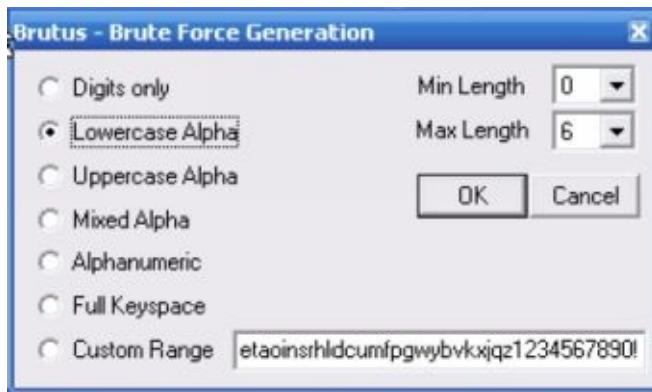 Brutus - Brute Force Generation
Digits only Min Length 0
Lowercase Alpha Max Length 6
Uppercase Alpha
OK Cancel
Mixed Alpha
Alphanumeric
Full Keyspace
Custom Range etaoinsrhldcumfpgwybvkxjqz1234567890!